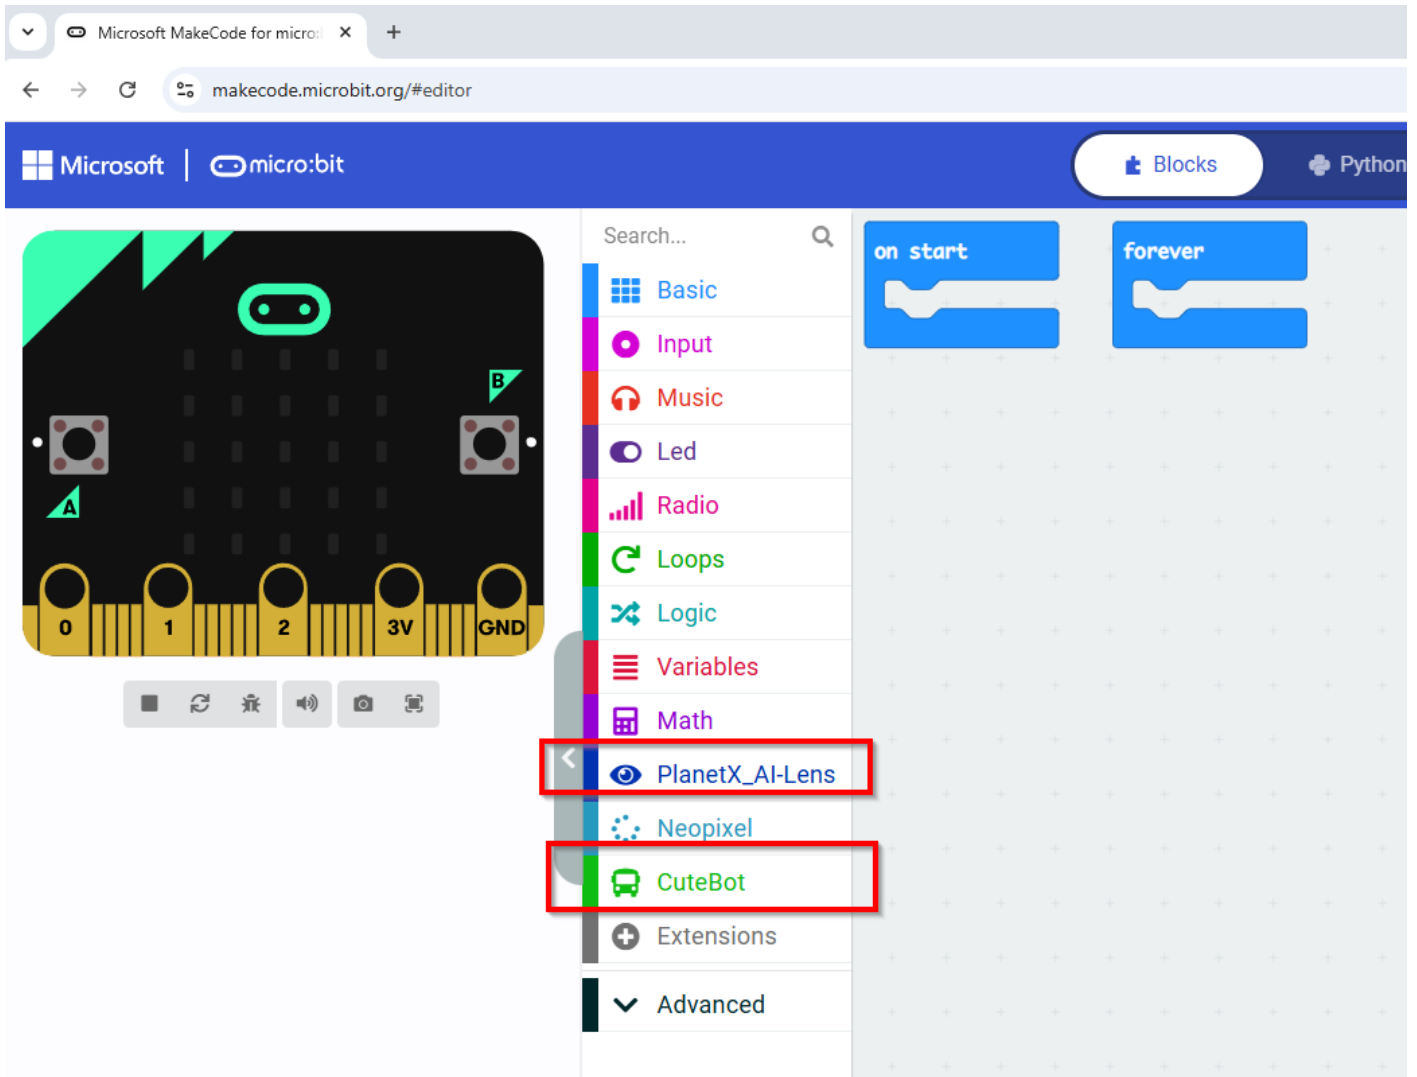 Microsoft MakeCode for micro:
makecode.microbit.org/#editor
Microsoft
micro:bit
Blocks
Python
B
A
0
1
2
3V
GND
Search...
Basic
Input
Music
Led
Radio
Loops
Logic
Variables
Math
PlanetX_AI-Lens
Neopixel
CuteBot
Extensions
Advanced
on start
forever